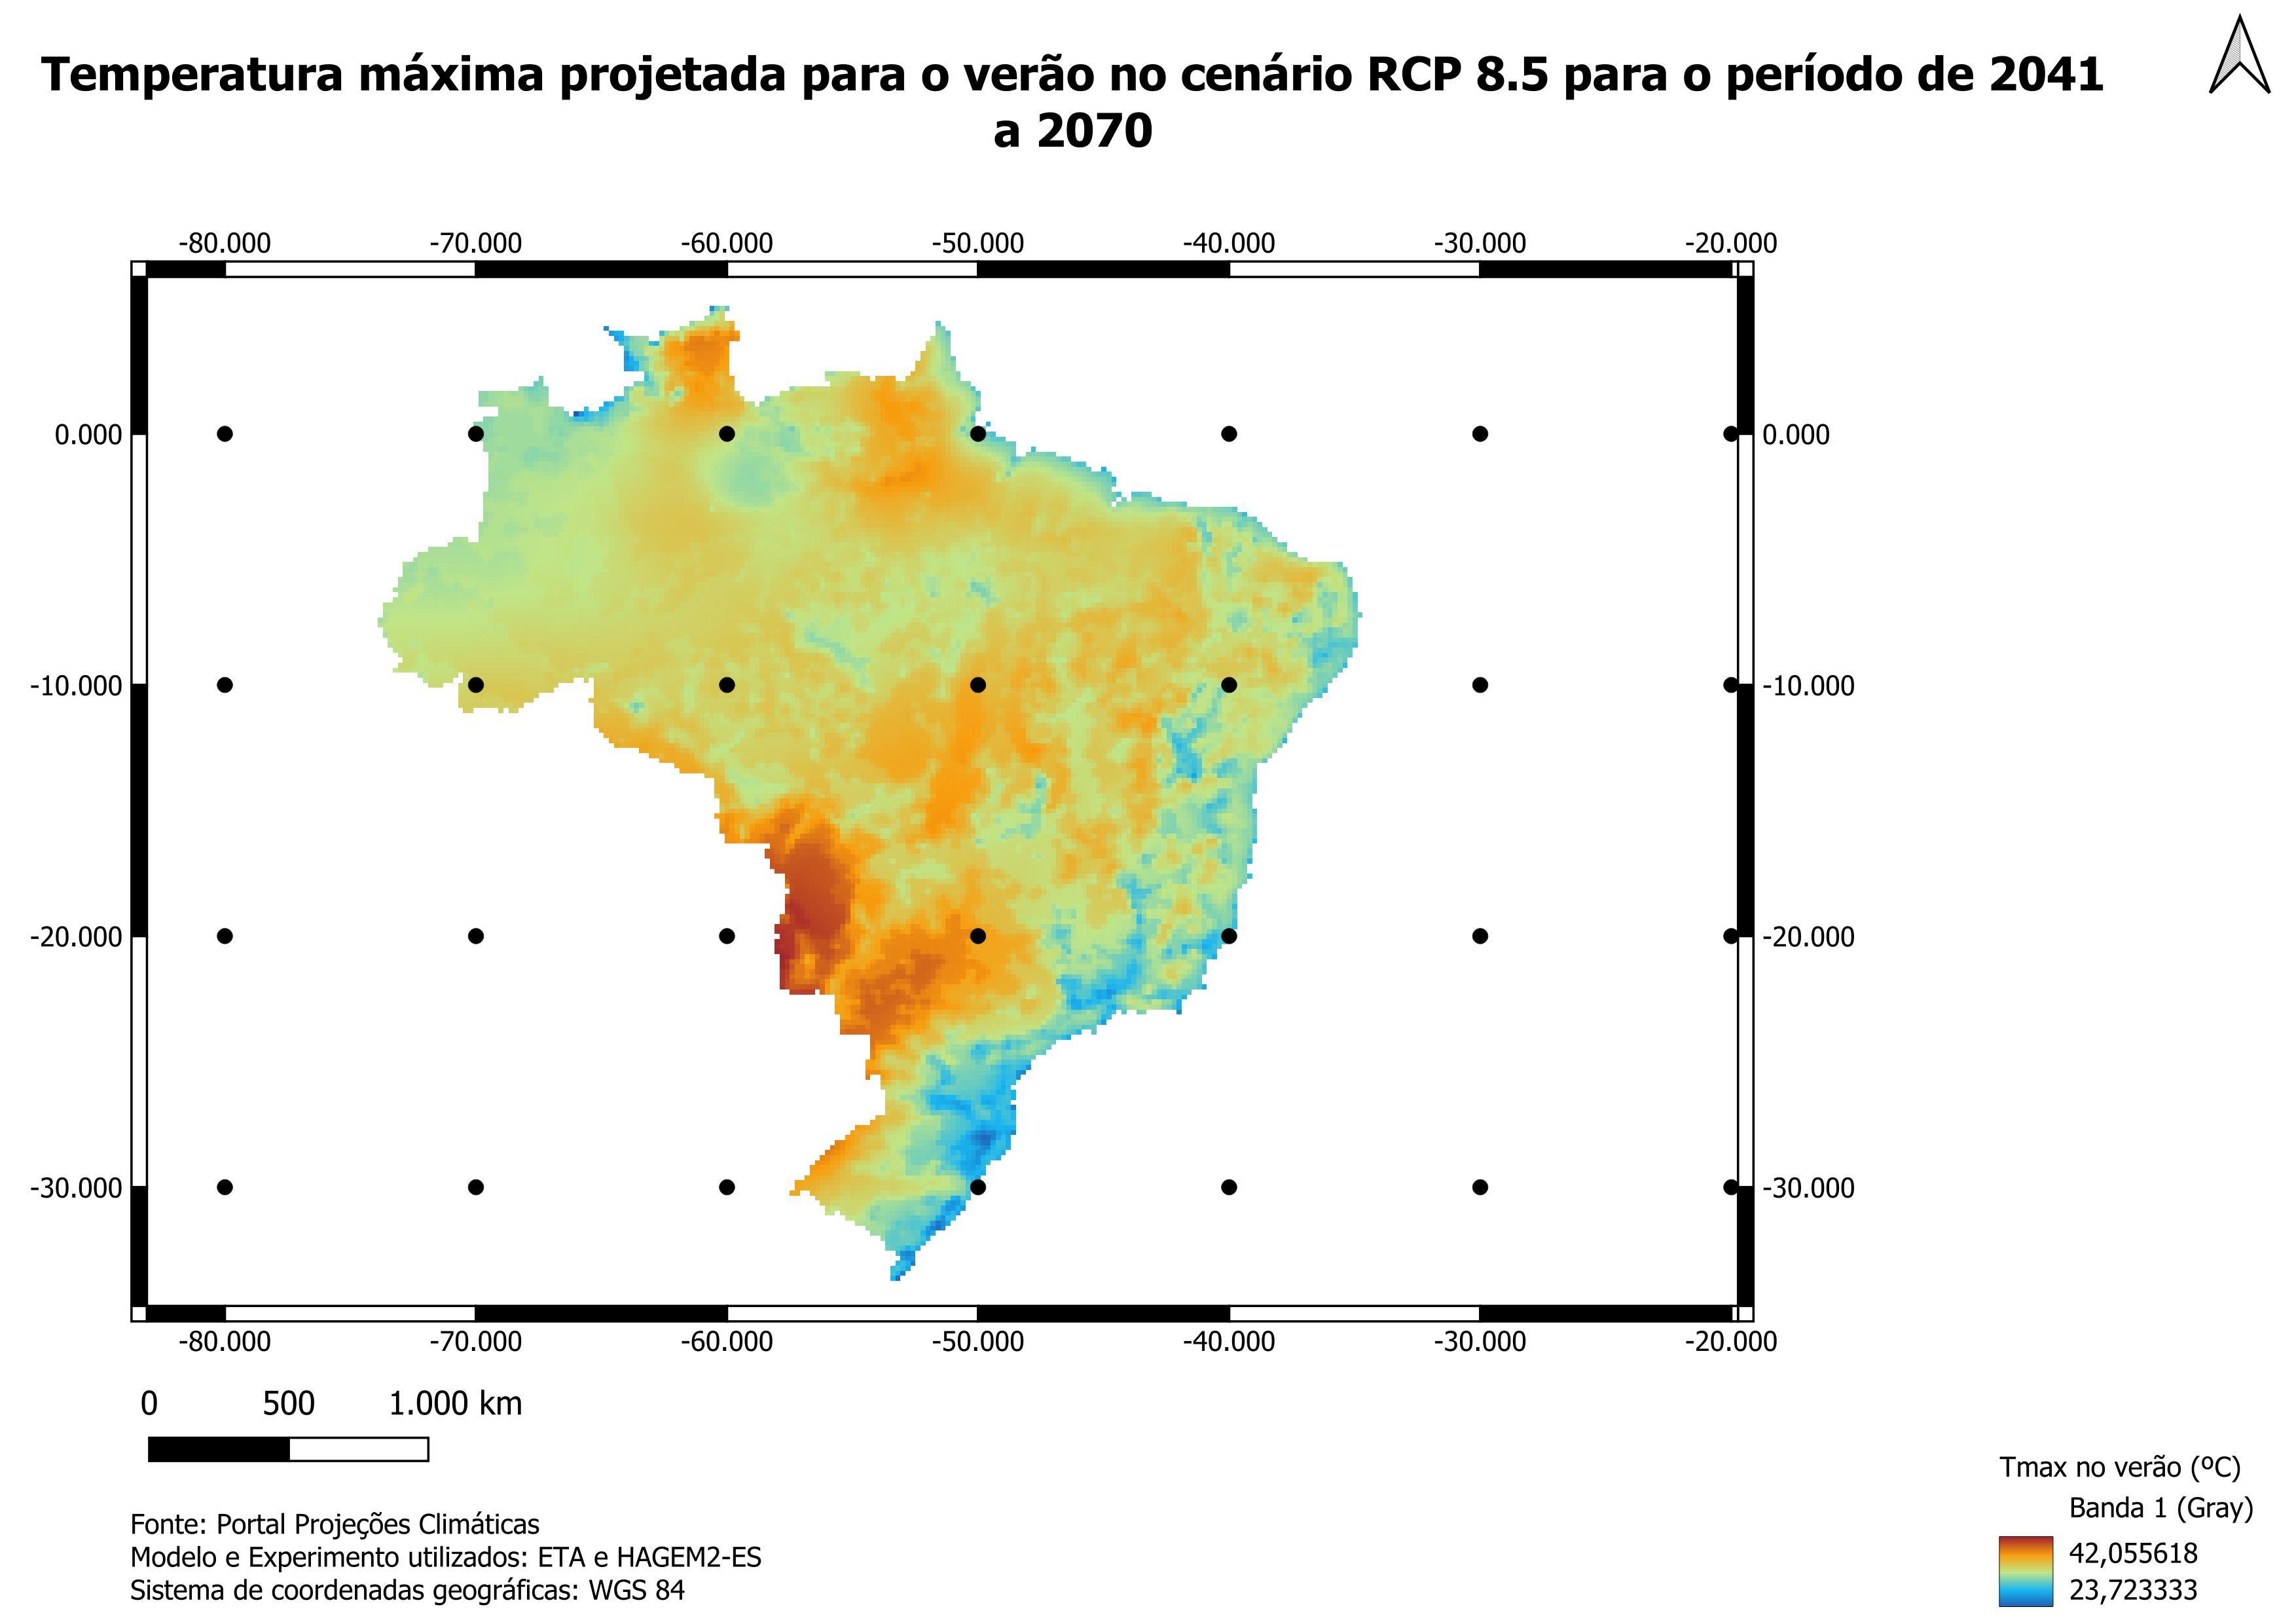 Temperatura máxima projetada para o verão no cenário RCP 8.5 para o período de 2041
a 2070
-80.000 -70.000 -60.000 -50.000 -40.000 -30.000 -20.000
0.000 0.000
-10.000 -10.000
-20.000 -20.000
-30.000 -30.000
-80.000 -70.000 -60.000 -50.000 -40.000 -30.000 -20.000
0 500 1.000 km
Tmax no verão (ºC)
Banda 1 (Gray)
42,055618
23,723333
Fonte: Portal Projeções Climáticas
Modelo e Experimento utilizados: ETA e HAGEM2-ES
Sistema de coordenadas geográficas: WGS 84